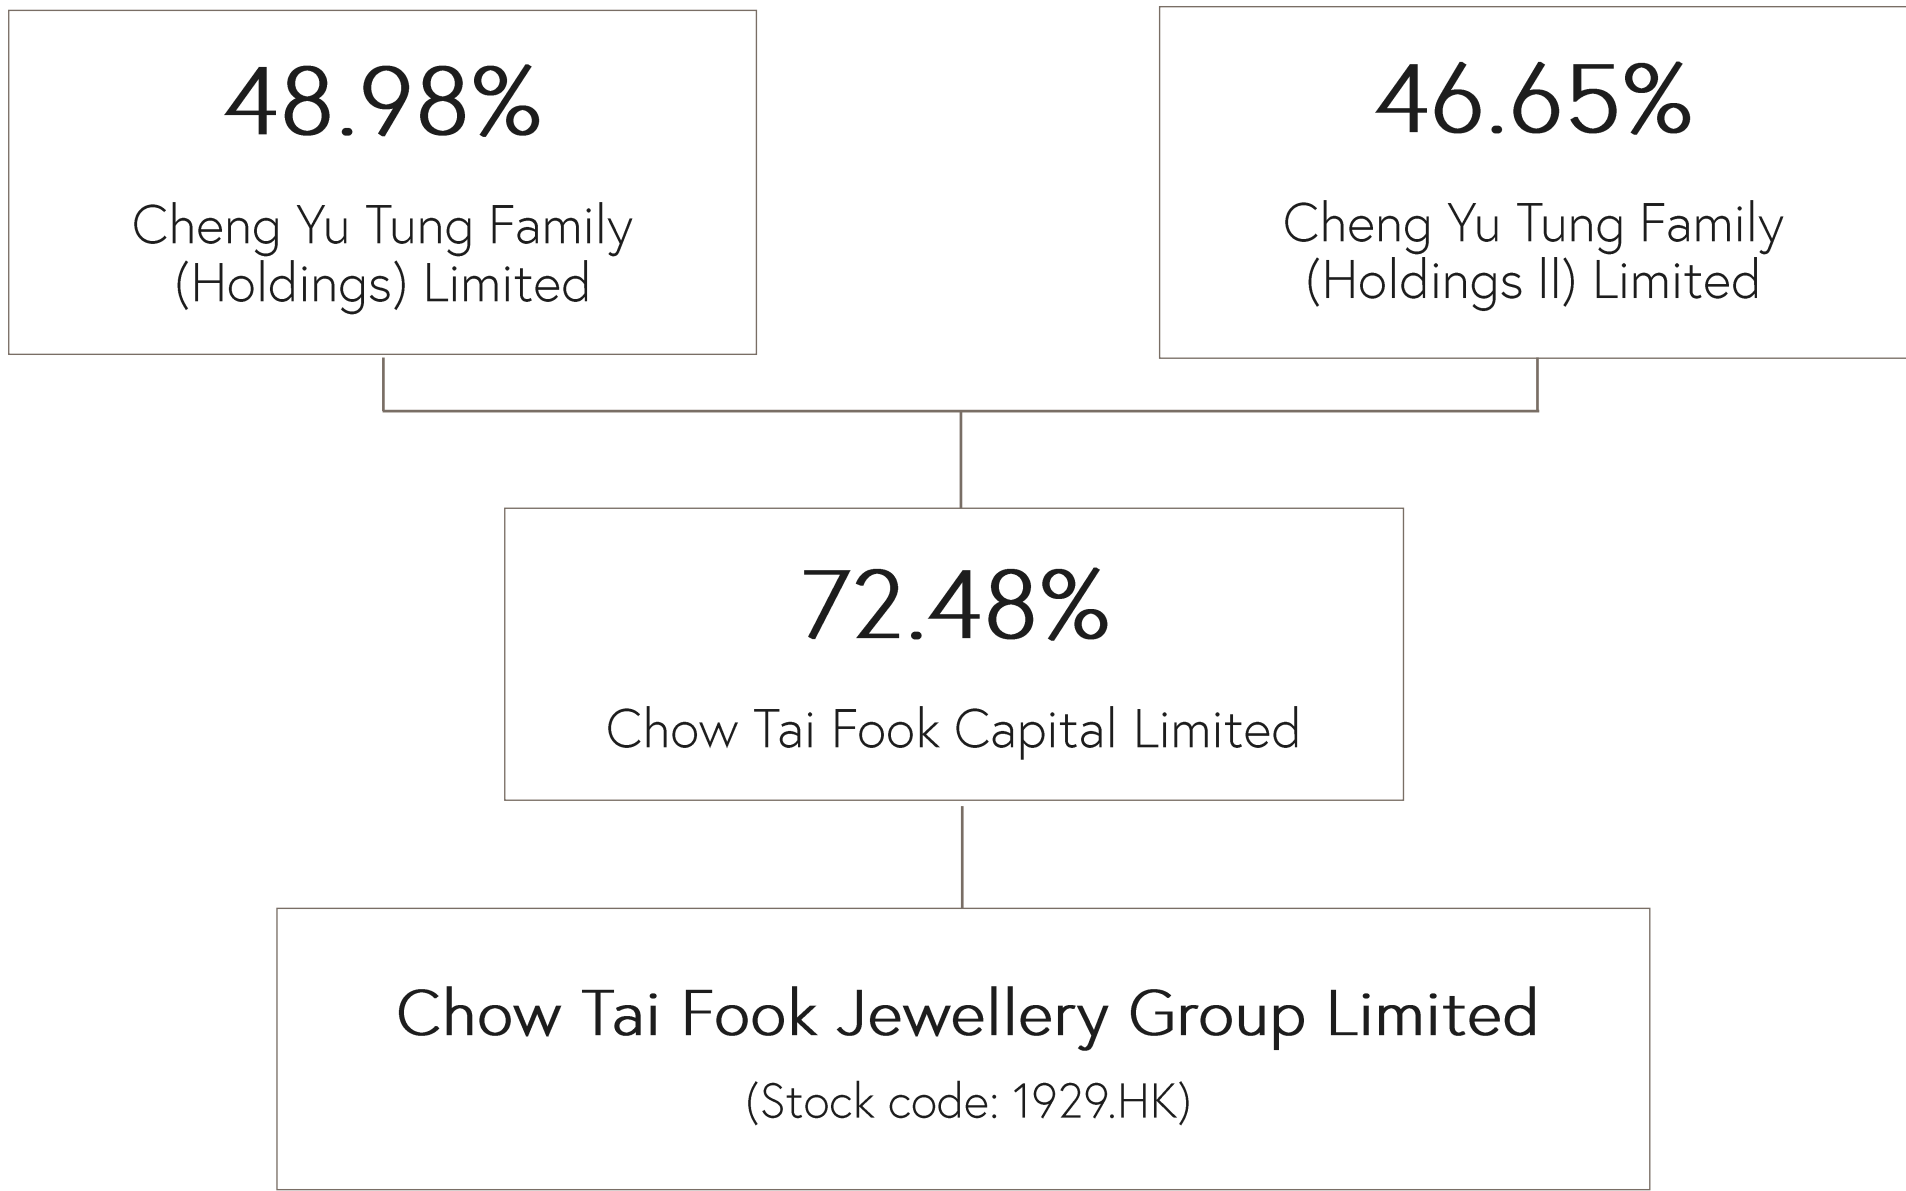 48.98%
Cheng Yu Tung Family
(Holdings) Limited
46.65%
Cheng Yu Tung Family
(Holdings ll) Limited
72.48%
Chow Tai Fook Capital Limited
Chow Tai Fook Jewellery Group Limited
(Stock code: 1929.HK)